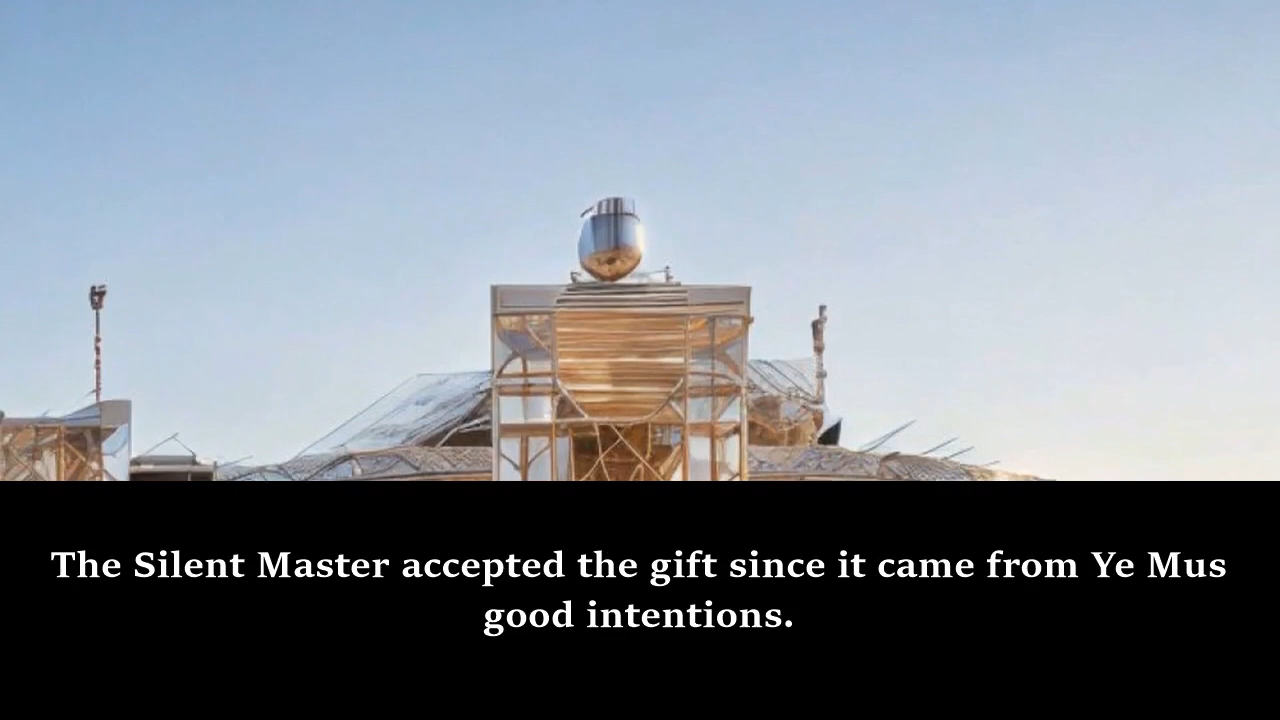 The Silent Master accepted the gift since it came from Ye Mus
good intentions.